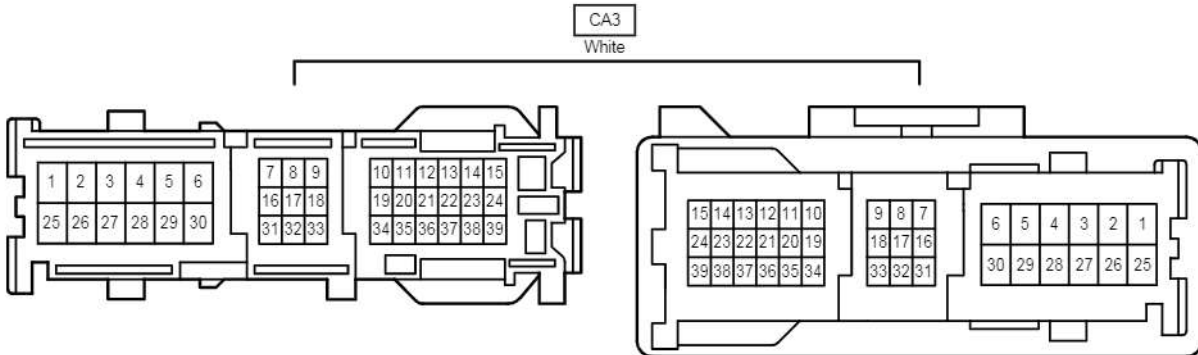 CA3
White
7 8 9 10 11 12 13 14 15
1 2 3 4 5 6
16 17 18 19 20 21 22 23 24
25 26 27 28 29 30
31 32 33 34 35 36 37 38 39
15 14 13 12 11 10 9 8 7
6 5 4 3 2 1
24 23 22 21 20 19 18 17 16
30 29 28 27 26 25
39 38 37 36 35 34 33 32 31